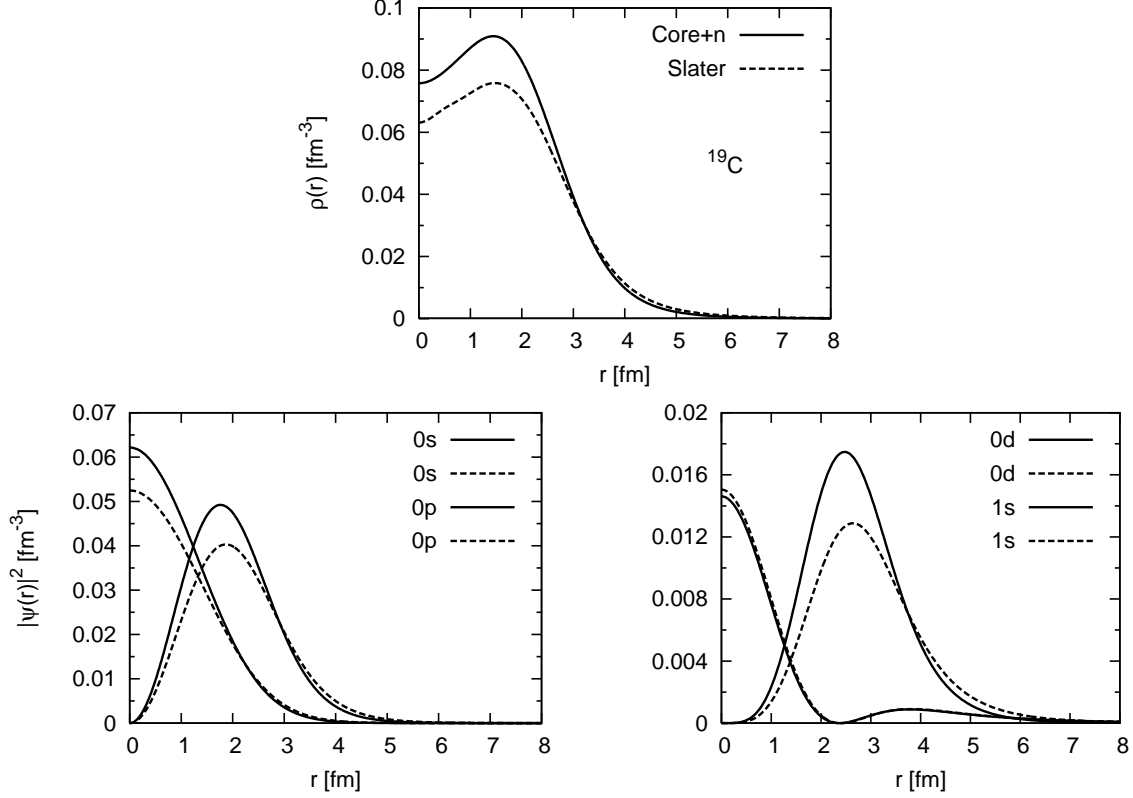 0.1
0.08
0.06
0.04
0.02
0
ρ(r) [fm⁻³]
0 1 2 3 4 5 6 7 8
r [fm]
Core+n
Slater
¹⁹C
0.07
0.06
0.05
0.04
0.03
0.02
0.01
0
|ψ(r)|² [fm⁻³]
0 1 2 3 4 5 6 7 8
r [fm]
0s
0s
0p
0p
0.02
0.016
0.012
0.008
0.004
0
0 1 2 3 4 5 6 7 8
r [fm]
0d
0d
1s
1s